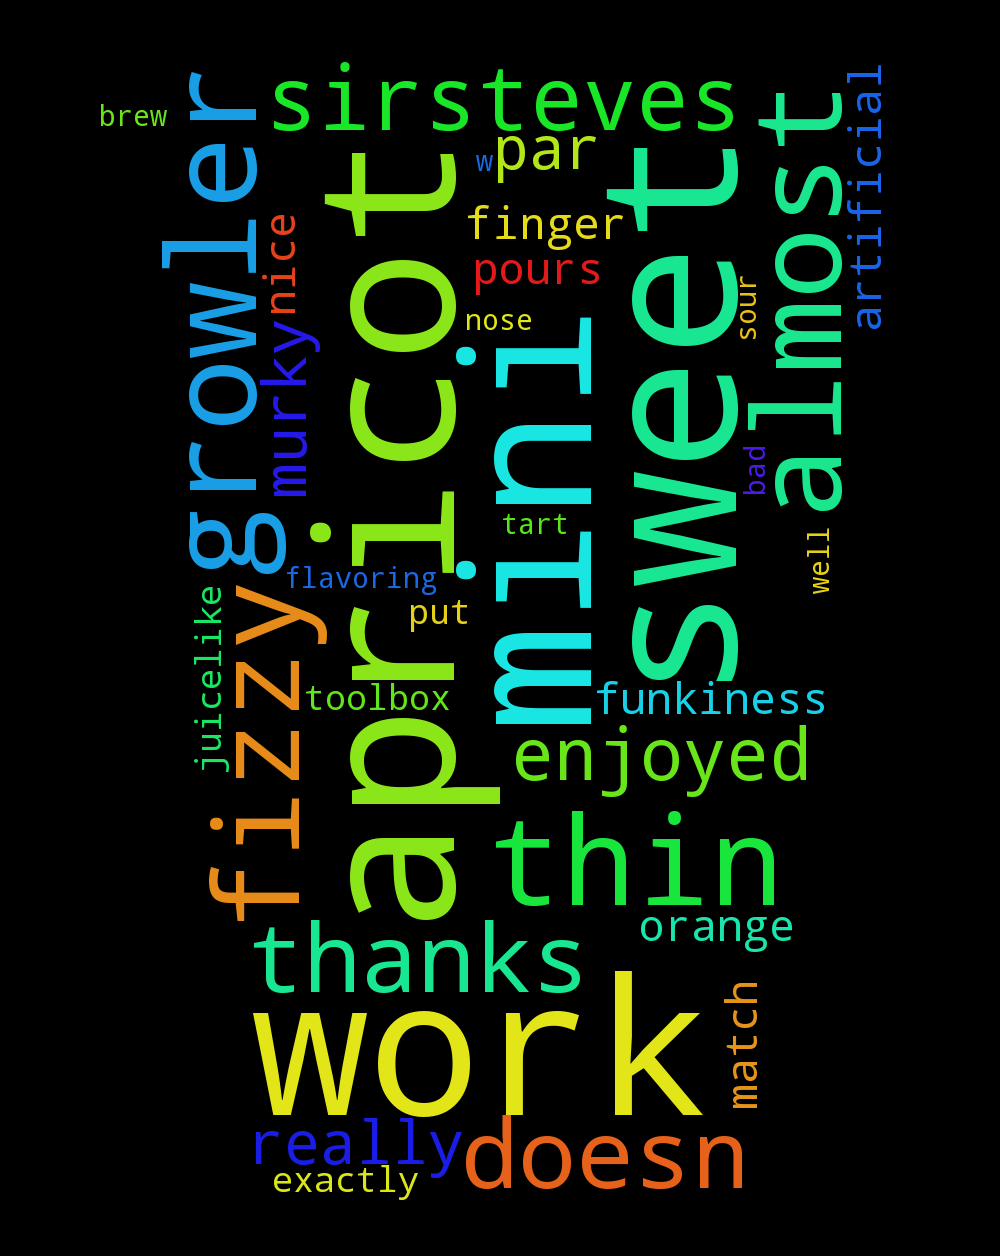 sirsteves
brew
growler
almost
artificial
w
par
apricot
sweet
finger
nice
pours
nose
sour
murky
mini
bad
tart
well
flavoring
put
juicelike
fizzy
toolbox
funkiness
enjoyed
thin
orange
thanks
work
match
really
doesn
exactly